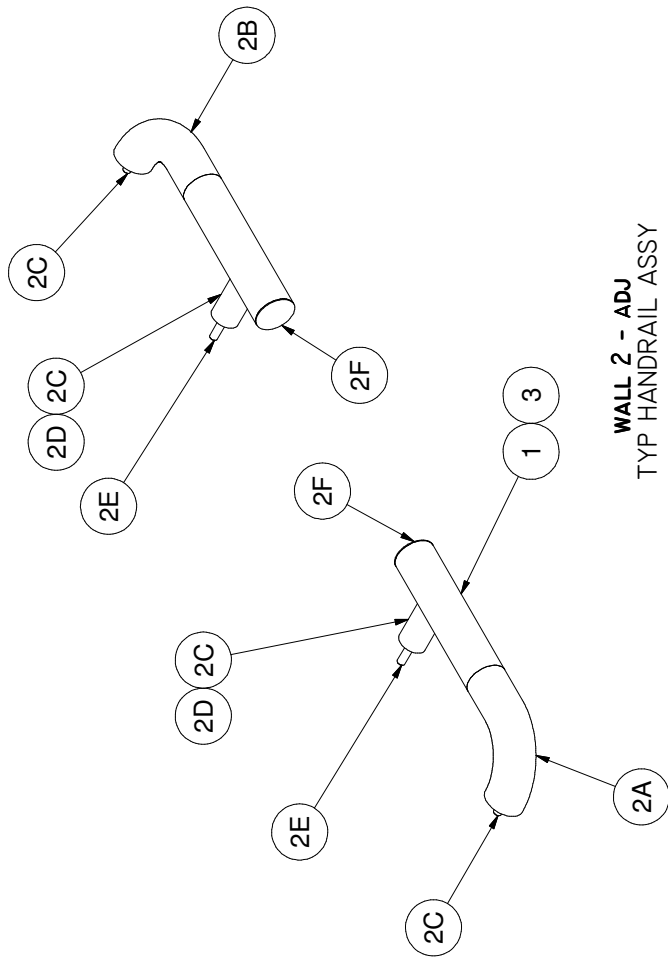 2C
2D 2C
2E
2D 2C
2B
2E
2F
2F
2C
1 3
2A
WALL 2 - ADJ
TYP HANDRAIL ASSY